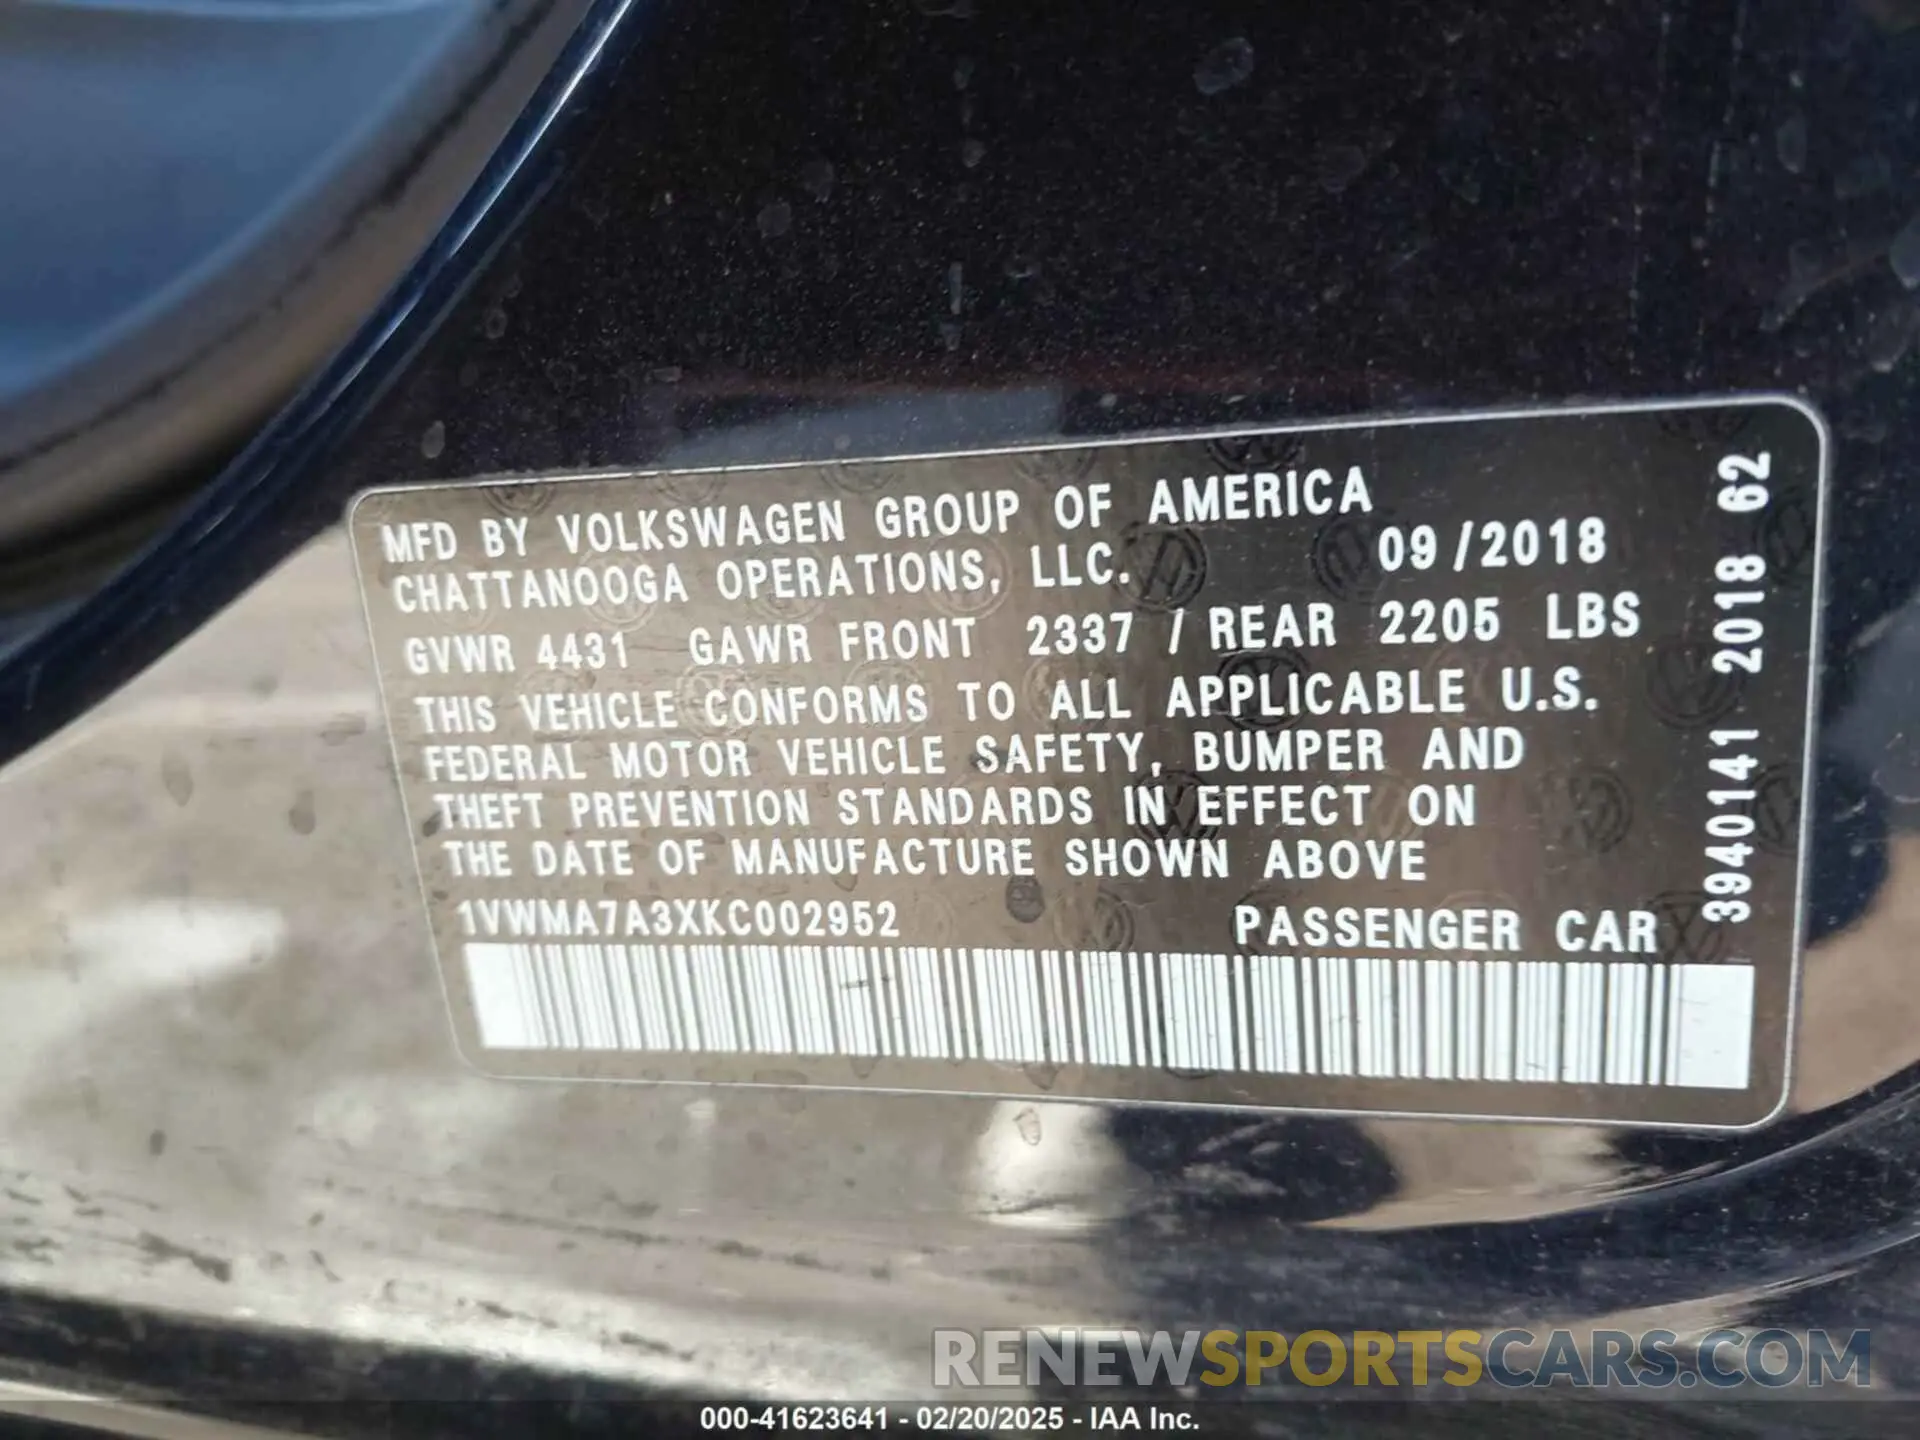 MFD BY VOLKSWAGEN GROUP OF AMERICA
CHATTANOOGA OPERATIONS, LLC. 09/2018
GVWR 4431 GAWR FRONT 2337 / REAR 2205 LBS
THIS VEHICLE CONFORMS TO ALL APPLICABLE U.S.
FEDERAL MOTOR VEHICLE SAFETY, BUMPER AND
THEFT PREVENTION STANDARDS IN EFFECT ON
THE DATE OF MANUFACTURE SHOWN ABOVE
1VWMA7A3XKC002952 PASSENGER CAR
3940141 2018 62
RENEWSPORTSCARS.COM
000-41623641 - 02/20/2025 - IAA Inc.